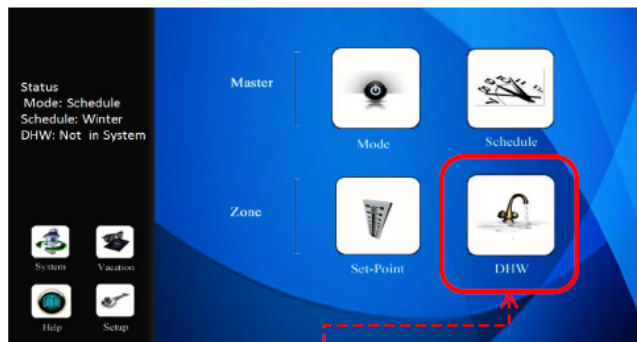 Status
Mode: Schedule
Schedule: Winter
DHW: Not in System
System
Vacation
Help
Setup
Master
Mode
Schedule
Zone
Set-Point
DHW